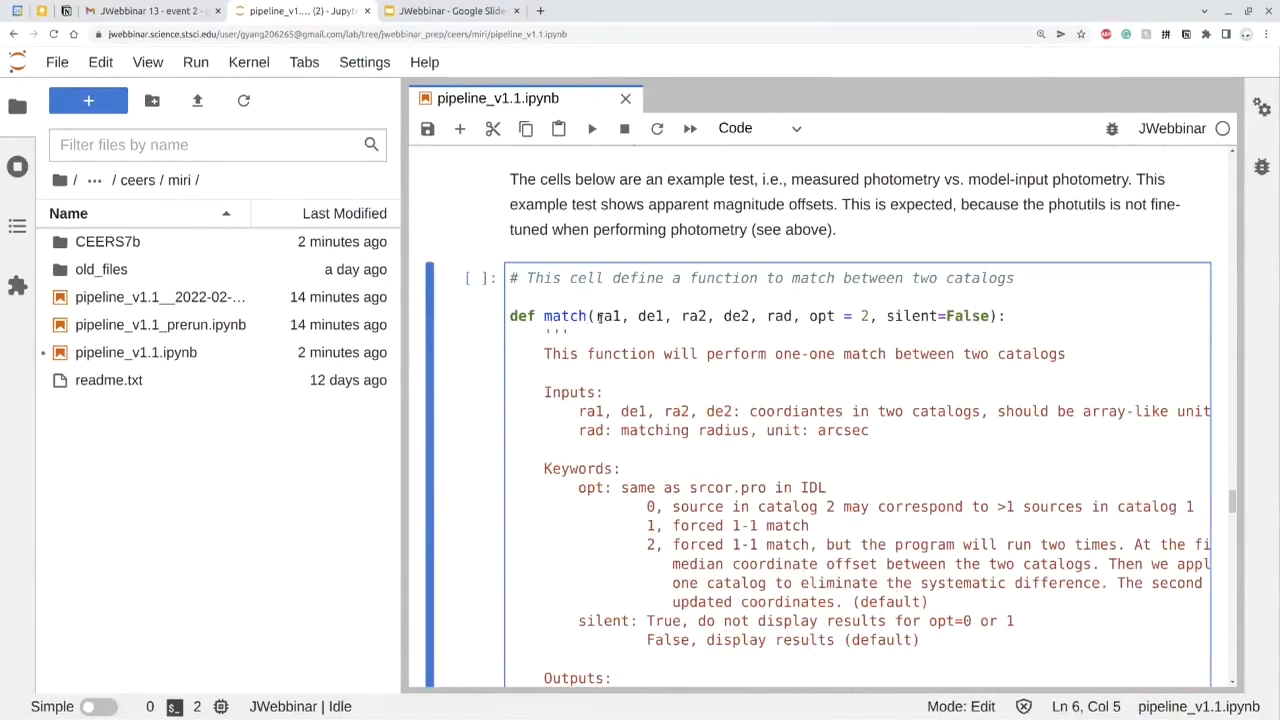 JWebbinar 13 - event 2 - g
pipeline_v1.... (2) - Jupyte
JWebbinar - Google Slide
jwebbinar.science.stsci.edu/user/gyang206265@gmail.com/lab/tree/jwebbinar_prep/ceers/miri/pipeline_v1.1.ipynb
File Edit View Run Kernel Tabs Settings Help
pipeline_v1.1.ipynb
Code
JWebbinar
Filter files by name
/ ··· / ceers / miri /
Name Last Modified
CEERS7b 2 minutes ago
old_files a day ago
pipeline_v1.1__2022-02-... 14 minutes ago
pipeline_v1.1_prerun.ipynb 14 minutes ago
pipeline_v1.1.ipynb 2 minutes ago
readme.txt 12 days ago
The cells below are an example test, i.e., measured photometry vs. model-input photometry. This
example test shows apparent magnitude offsets. This is expected, because the photutils is not fine-
tuned when performing photometry (see above).
[ ]: # This cell define a function to match between two catalogs
def match(ra1, de1, ra2, de2, rad, opt = 2, silent=False):
'''
This function will perform one-one match between two catalogs
Inputs:
ra1, de1, ra2, de2: coordiantes in two catalogs, should be array-like unit
rad: matching radius, unit: arcsec
Keywords:
opt: same as srcor.pro in IDL
0, source in catalog 2 may correspond to >1 sources in catalog 1
1, forced 1-1 match
2, forced 1-1 match, but the program will run two times. At the fi
median coordinate offset between the two catalogs. Then we appl
one catalog to eliminate the systematic difference. The second
updated coordinates. (default)
silent: True, do not display results for opt=0 or 1
False, display results (default)
Outputs:
Simple 0 2 JWebbinar | Idle Mode: Edit Ln 6, Col 5 pipeline_v1.1.ipynb